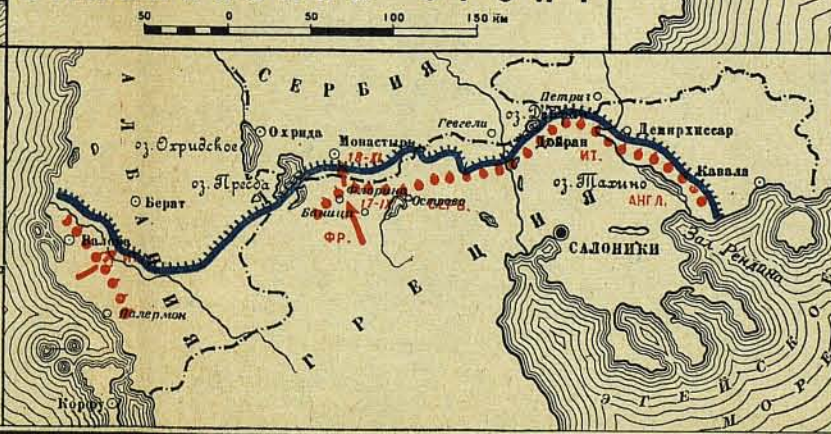 50 0 50 100 150 км
СЕРБИЯ
АЛБАНИЯ
ГРЕЦИЯ
Петрич
оз. Дойран
Гевгели
Охрида
оз. Охридское
Монастырь
18-XI
Дойран
Демирхиссар
ИТ.
Кавала
оз. Пресба
Флорина
17-IX
оз. Тахино
АНГЛ.
Берат
Баница
Острово
СЕРБ.
Валона
ФР.
САЛОНИКИ
Зал. Рендина
Палермон
Корфу
ЭГЕЙСКОЕ
МОРЕ